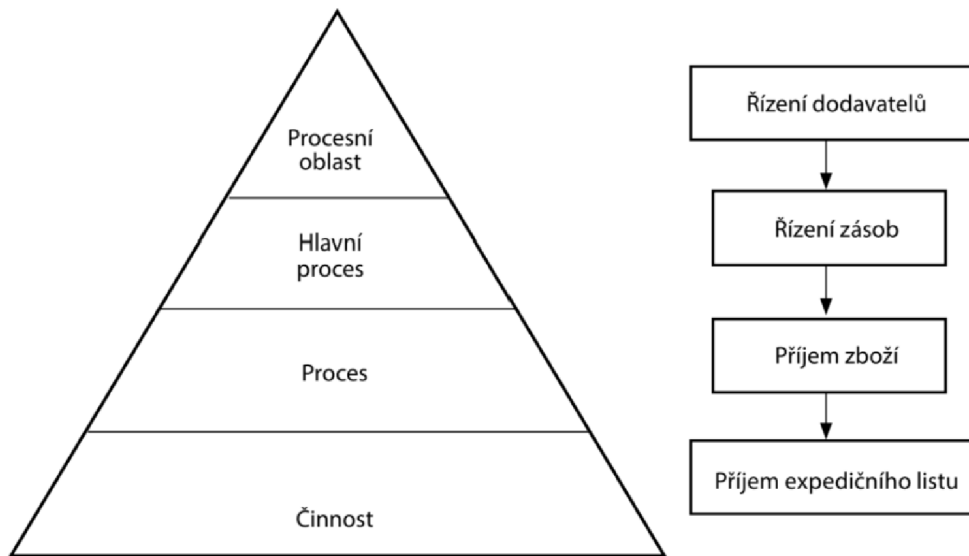 Procesní
oblast
Hlavní
proces
Proces
Činnost
Řízení dodavatelů
Řízení zásob
Příjem zboží
Příjem expedičního listu